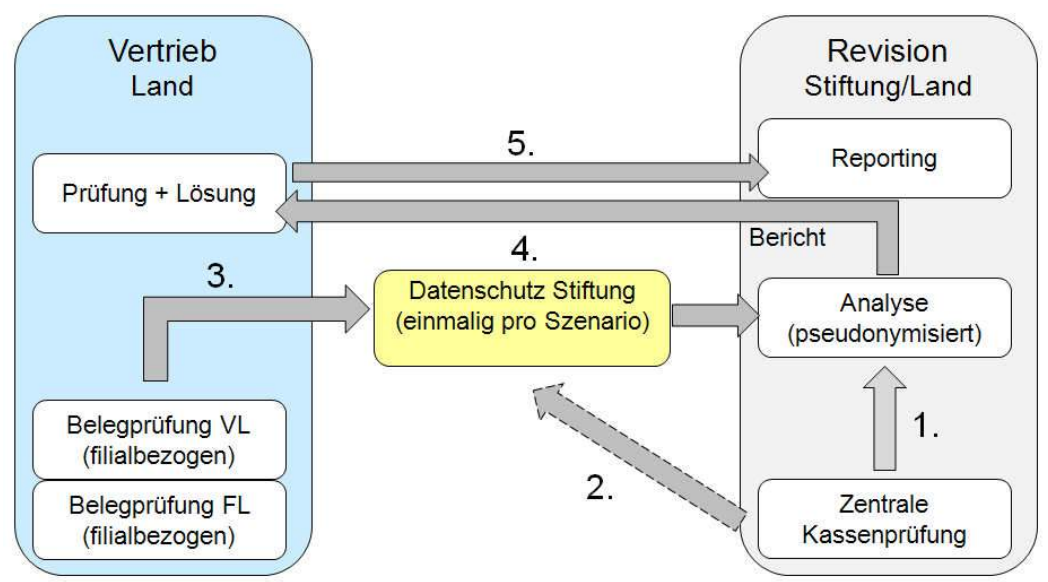 Vertrieb
Land
Revision
Stiftung/Land
Prüfung + Lösung
5.
Reporting
Bericht
4.
3.
Datenschutz Stiftung
(einmalig pro Szenario)
Analyse
(pseudonymisiert)
Belegprüfung VL
(filialbezogen)
Belegprüfung FL
(filialbezogen)
2.
1.
Zentrale
Kassenprüfung